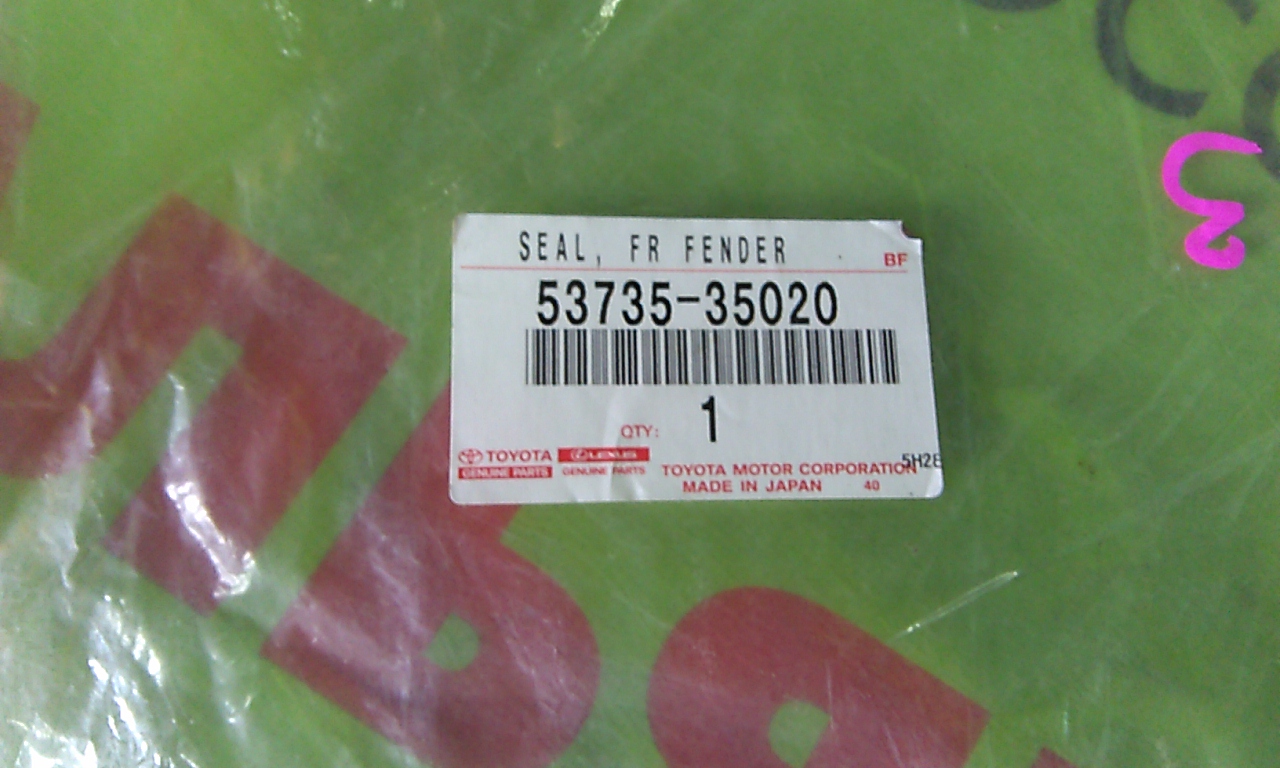 SEAL, FR FENDER
BF
53735-35020
QTY: 1
TOYOTA
GENUINE PARTS
LEXUS
GENUINE PARTS
5H2E
TOYOTA MOTOR CORPORATION
MADE IN JAPAN 40